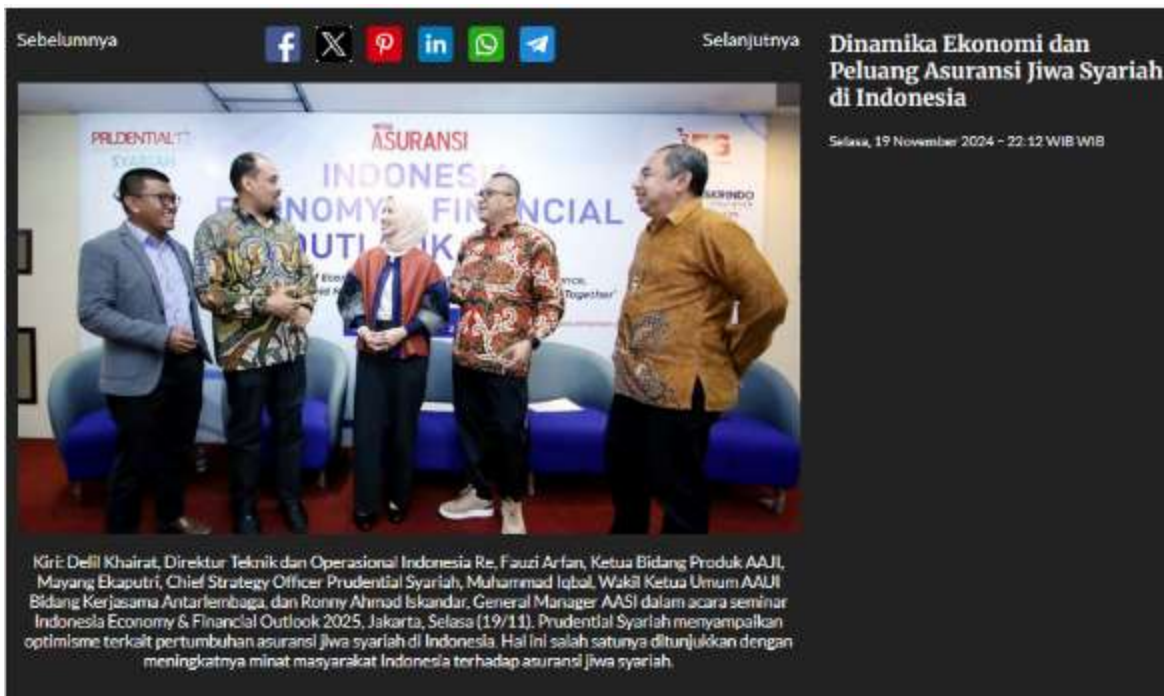 Sebelumnya
Selanjutnya
Dinamika Ekonomi dan
Peluang Asuransi Jiwa Syariah
di Indonesia
Selasa, 19 November 2024 - 22:12 WIB WIB
PRUDENTIAL
SYARIAH
ASURANSI
INDONES
NOMY FINANCIAL
OUTL
Together"
Kiri: Delil Khairat, Direktur Teknik dan Operasional Indonesia Re, Fauzi Arfan, Ketua Bidang Produk AAJI,
Mayang Ekaputri, Chief Strategy Officer Prudential Syariah, Muhammad Iqbal, Wakil Ketua Umum AAUI
Bidang Kerjasama Antarlembaga, dan Ronny Ahmad Iskandar, General Manager AASI dalam acara seminar
Indonesia Economy & Financial Outlook 2025, Jakarta, Selasa (19/11). Prudential Syariah menyampaikan
optimisme terkait pertumbuhan asuransi jiwa syariah di Indonesia. Hal ini salah satunya ditunjukkan dengan
meningkatnya minat masyarakat Indonesia terhadap asuransi jiwa syariah.